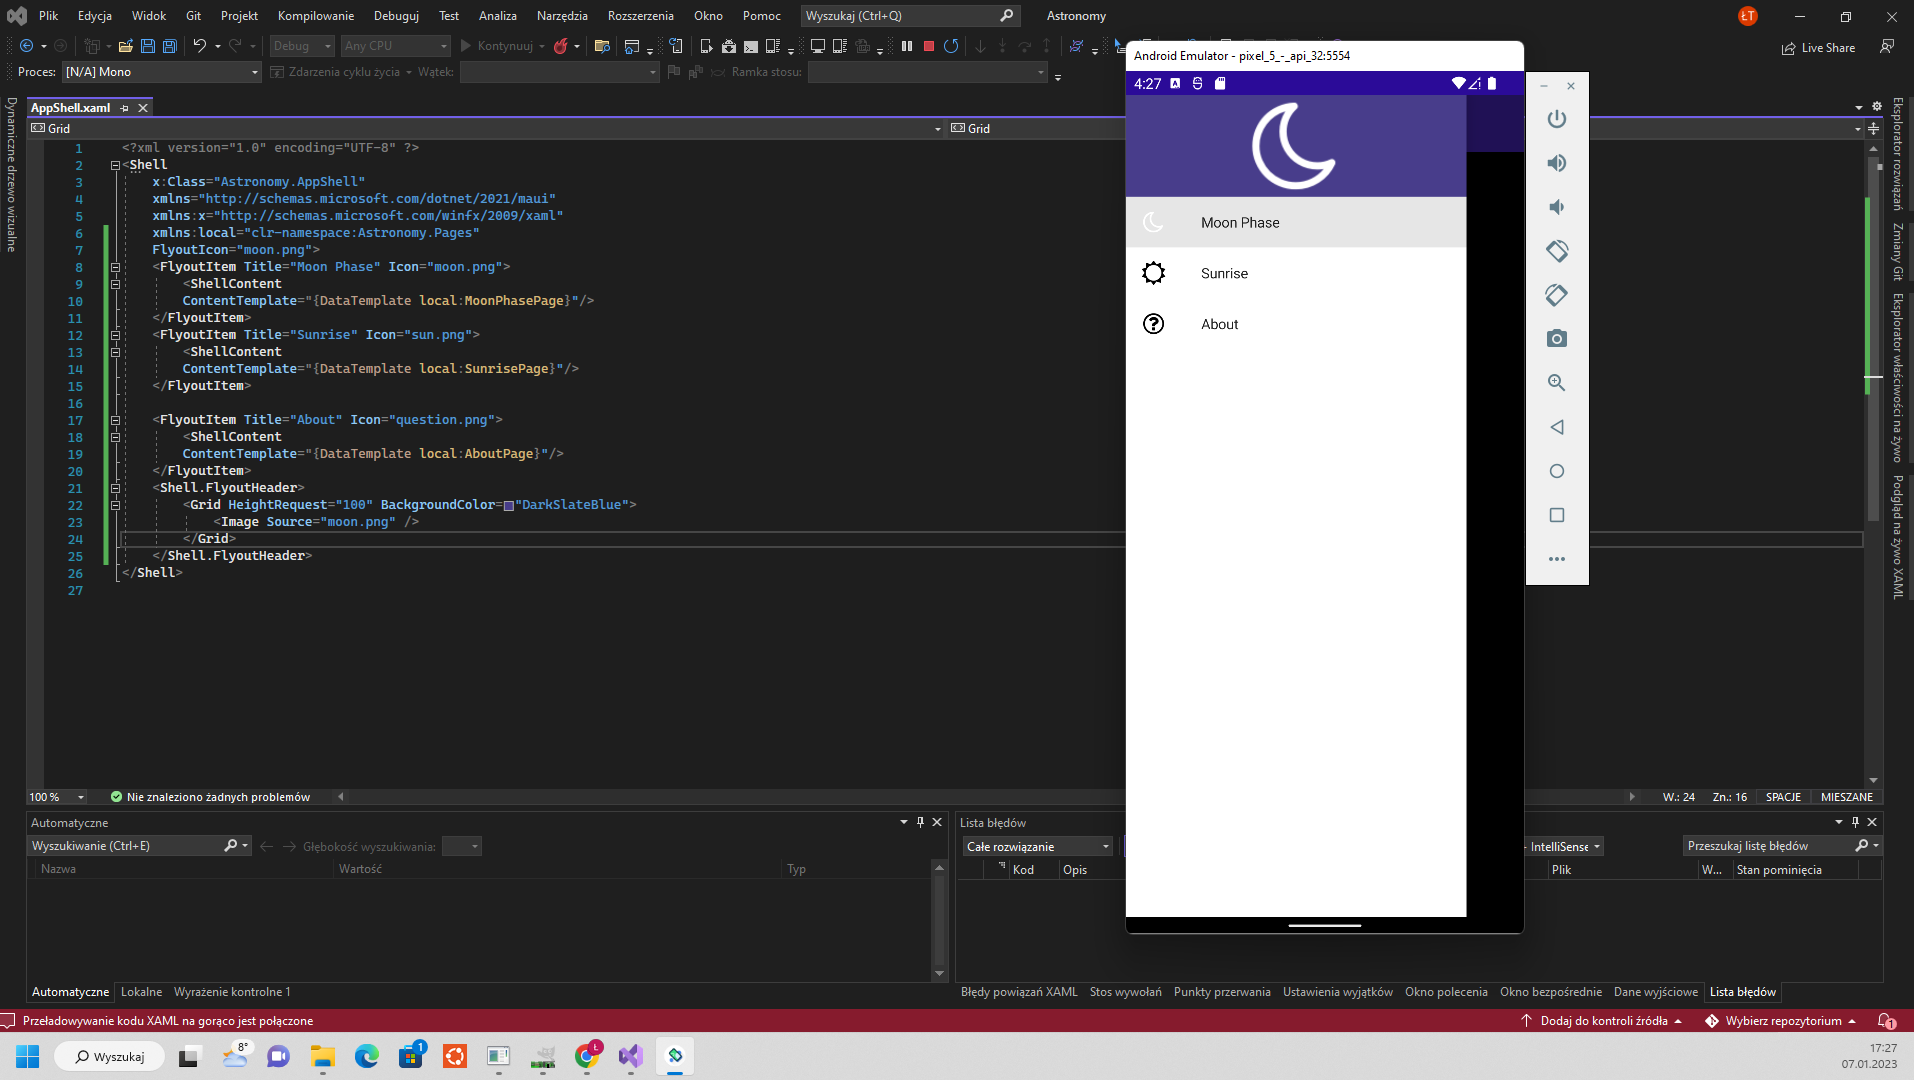 Plik Edycja Widok Git Projekt Kompilowanie Debuguj Test Analiza Narzędzia Rozszerzenia Okno Pomoc Wyszukaj (Ctrl+Q) Astronomy ŁT
Debug Any CPU Kontynuuj Live Share
Proces: [N/A] Mono Zdarzenia cyklu życia Wątek: Ramka stosu:
Dynamiczne drzewo wizualne
AppShell.xaml
Grid Grid
1 <?xml version="1.0" encoding="UTF-8" ?>
2 <Shell
3 x:Class="Astronomy.AppShell"
4 xmlns="http://schemas.microsoft.com/dotnet/2021/maui"
5 xmlns:x="http://schemas.microsoft.com/winfx/2009/xaml"
6 xmlns:local="clr-namespace:Astronomy.Pages"
7 FlyoutIcon="moon.png">
8 <FlyoutItem Title="Moon Phase" Icon="moon.png">
9 <ShellContent
10 ContentTemplate="{DataTemplate local:MoonPhasePage}"/>
11 </FlyoutItem>
12 <FlyoutItem Title="Sunrise" Icon="sun.png">
13 <ShellContent
14 ContentTemplate="{DataTemplate local:SunrisePage}"/>
15 </FlyoutItem>
16
17 <FlyoutItem Title="About" Icon="question.png">
18 <ShellContent
19 ContentTemplate="{DataTemplate local:AboutPage}"/>
20 </FlyoutItem>
21 <Shell.FlyoutHeader>
22 <Grid HeightRequest="100" BackgroundColor="DarkSlateBlue">
23 <Image Source="moon.png" />
24 </Grid>
25 </Shell.FlyoutHeader>
26 </Shell>
27
Android Emulator - pixel_5_-_api_32:5554
4:27
Moon Phase
Sunrise
About
Eksplorator rozwiązań
Zmiany Git
Eksplorator właściwości na żywo
Podgląd na żywo XAML
100 % Nie znaleziono żadnych problemów W.: 24 Zn.: 16 SPACJE MIESZANE
Automatyczne
Wyszukiwanie (Ctrl+E) Głębokość wyszukiwania:
Nazwa Wartość Typ
Automatyczne Lokalne Wyrażenie kontrolne 1
Lista błędów
Całe rozwiązanie IntelliSense Przeszukaj listę błędów
Kod Opis Plik W... Stan pominięcia
Błędy powiązań XAML Stos wywołań Punkty przerwania Ustawienia wyjątków Okno polecenia Okno bezpośrednie Dane wyjściowe Lista błędów
Przeładowywanie kodu XAML na gorąco jest połączone Dodaj do kontroli źródła Wybierz repozytorium 1
Wyszukaj 8° 1 Ł
17:27
07.01.2023